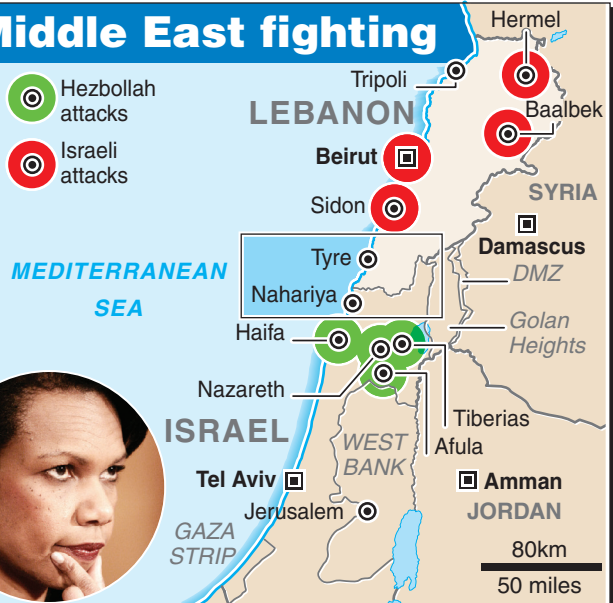 Middle East fighting
Hermel
Hezbollah
attacks
Tripoli
LEBANON
Baalbek
Israeli
attacks
Beirut
SYRIA
Sidon
Damascus
Tyre
MEDITERRANEAN
SEA
DMZ
Nahariya
Golan
Heights
Haifa
Nazareth
Tiberias
ISRAEL
WEST
BANK
Afula
Tel Aviv
Amman
Jerusalem
JORDAN
GAZA
STRIP
80km
50 miles